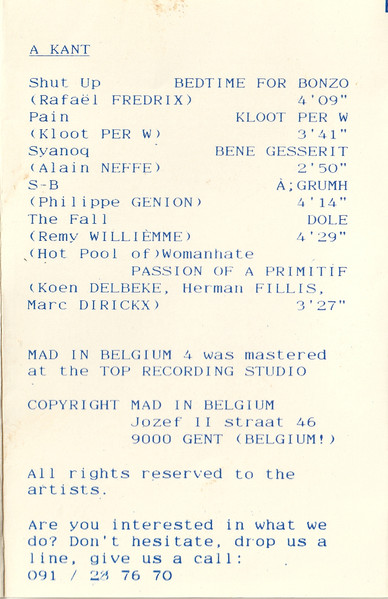 A KANT
Shut Up BEDTIME FOR BONZO
(Rafaël FREDRIX) 4'09"
Pain KLOOT PER W
(Kloot PER W) 3'41"
Syanoq BENE GESSERIT
(Alain NEFFE) 2'50"
S-B À;GRUMH
(Philippe GENION) 4'14"
The Fall DOLE
(Remy WILLIÈMME) 4'29"
(Hot Pool of)Womanhate
PASSION OF A PRIMITIF
(Koen DELBEKE, Herman FILLIS,
Marc DIRICKX) 3'27"
MAD IN BELGIUM 4 was mastered
at the TOP RECORDING STUDIO
COPYRIGHT MAD IN BELGIUM
Jozef II straat 46
9000 GENT (BELGIUM!)
All rights reserved to the
artists.
Are you interested in what we
do? Don't hesitate, drop us a
line, give us a call:
091 / 28 76 70